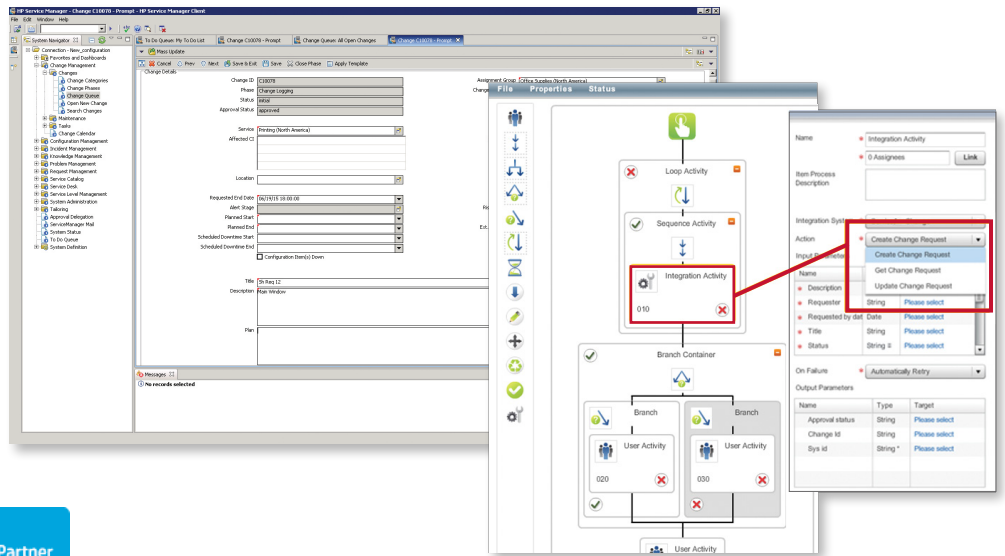 HP Service Manager - Change C10078 - Prompt - HP Service Manager Client
File Edit Window Help
System Navigator
To Do Queue: My To Do List
Change C10078 - Prompt
Change Queue: All Open Changes
Change C10078 - Prompt
Connection - New_configuration
Favorites and Dashboards
Change Management
Changes
Change Categories
Change Phases
Change Queue
Open New Change
Search Changes
Maintenance
Tasks
Change Calendar
Configuration Management
Incident Management
Knowledge Management
Problem Management
Request Management
Service Catalog
Service Desk
Service Level Management
System Administration
Tailoring
Approval Delegation
ServiceManager Mail
System Status
To Do Queue
System Definition
Mass Update
Cancel Prev Next Save & Exit Save Close Phase Apply Template
Change Details
Change ID C10078
Phase Change Logging
Status initial
Approval Status approved
Assignment Group Office Supplies (North America)
Service Printing (North America)
Affected CI
Location
Requested End Date 06/19/15 18:00:00
Alert Stage
Planned Start
Planned End
Scheduled Downtime Start
Scheduled Downtime End
Configuration Item(s) Down
Title Sh Req 12
Description Main Window
Plan
Messages
No records selected
File Properties Status
Loop Activity
Sequence Activity
Integration Activity
010
Branch Container
Branch
Branch
User Activity
User Activity
020
030
User Activity
Name * Integration Activity
* 0 Assignees Link
Item Process
Description
Integration System
Action * Create Change Request
Create Change Request
Get Change Request
Update Change Request
Input Parameter
Name
* Description
* Requester String Please select
* Requested by dat Date Please select
* Title String Please select
* Status String Please select
On Failure * Automatically Retry
Output Parameters
Name Type Target
Approval status String Please select
Change Id String Please select
Sys id String * Please select
Partner